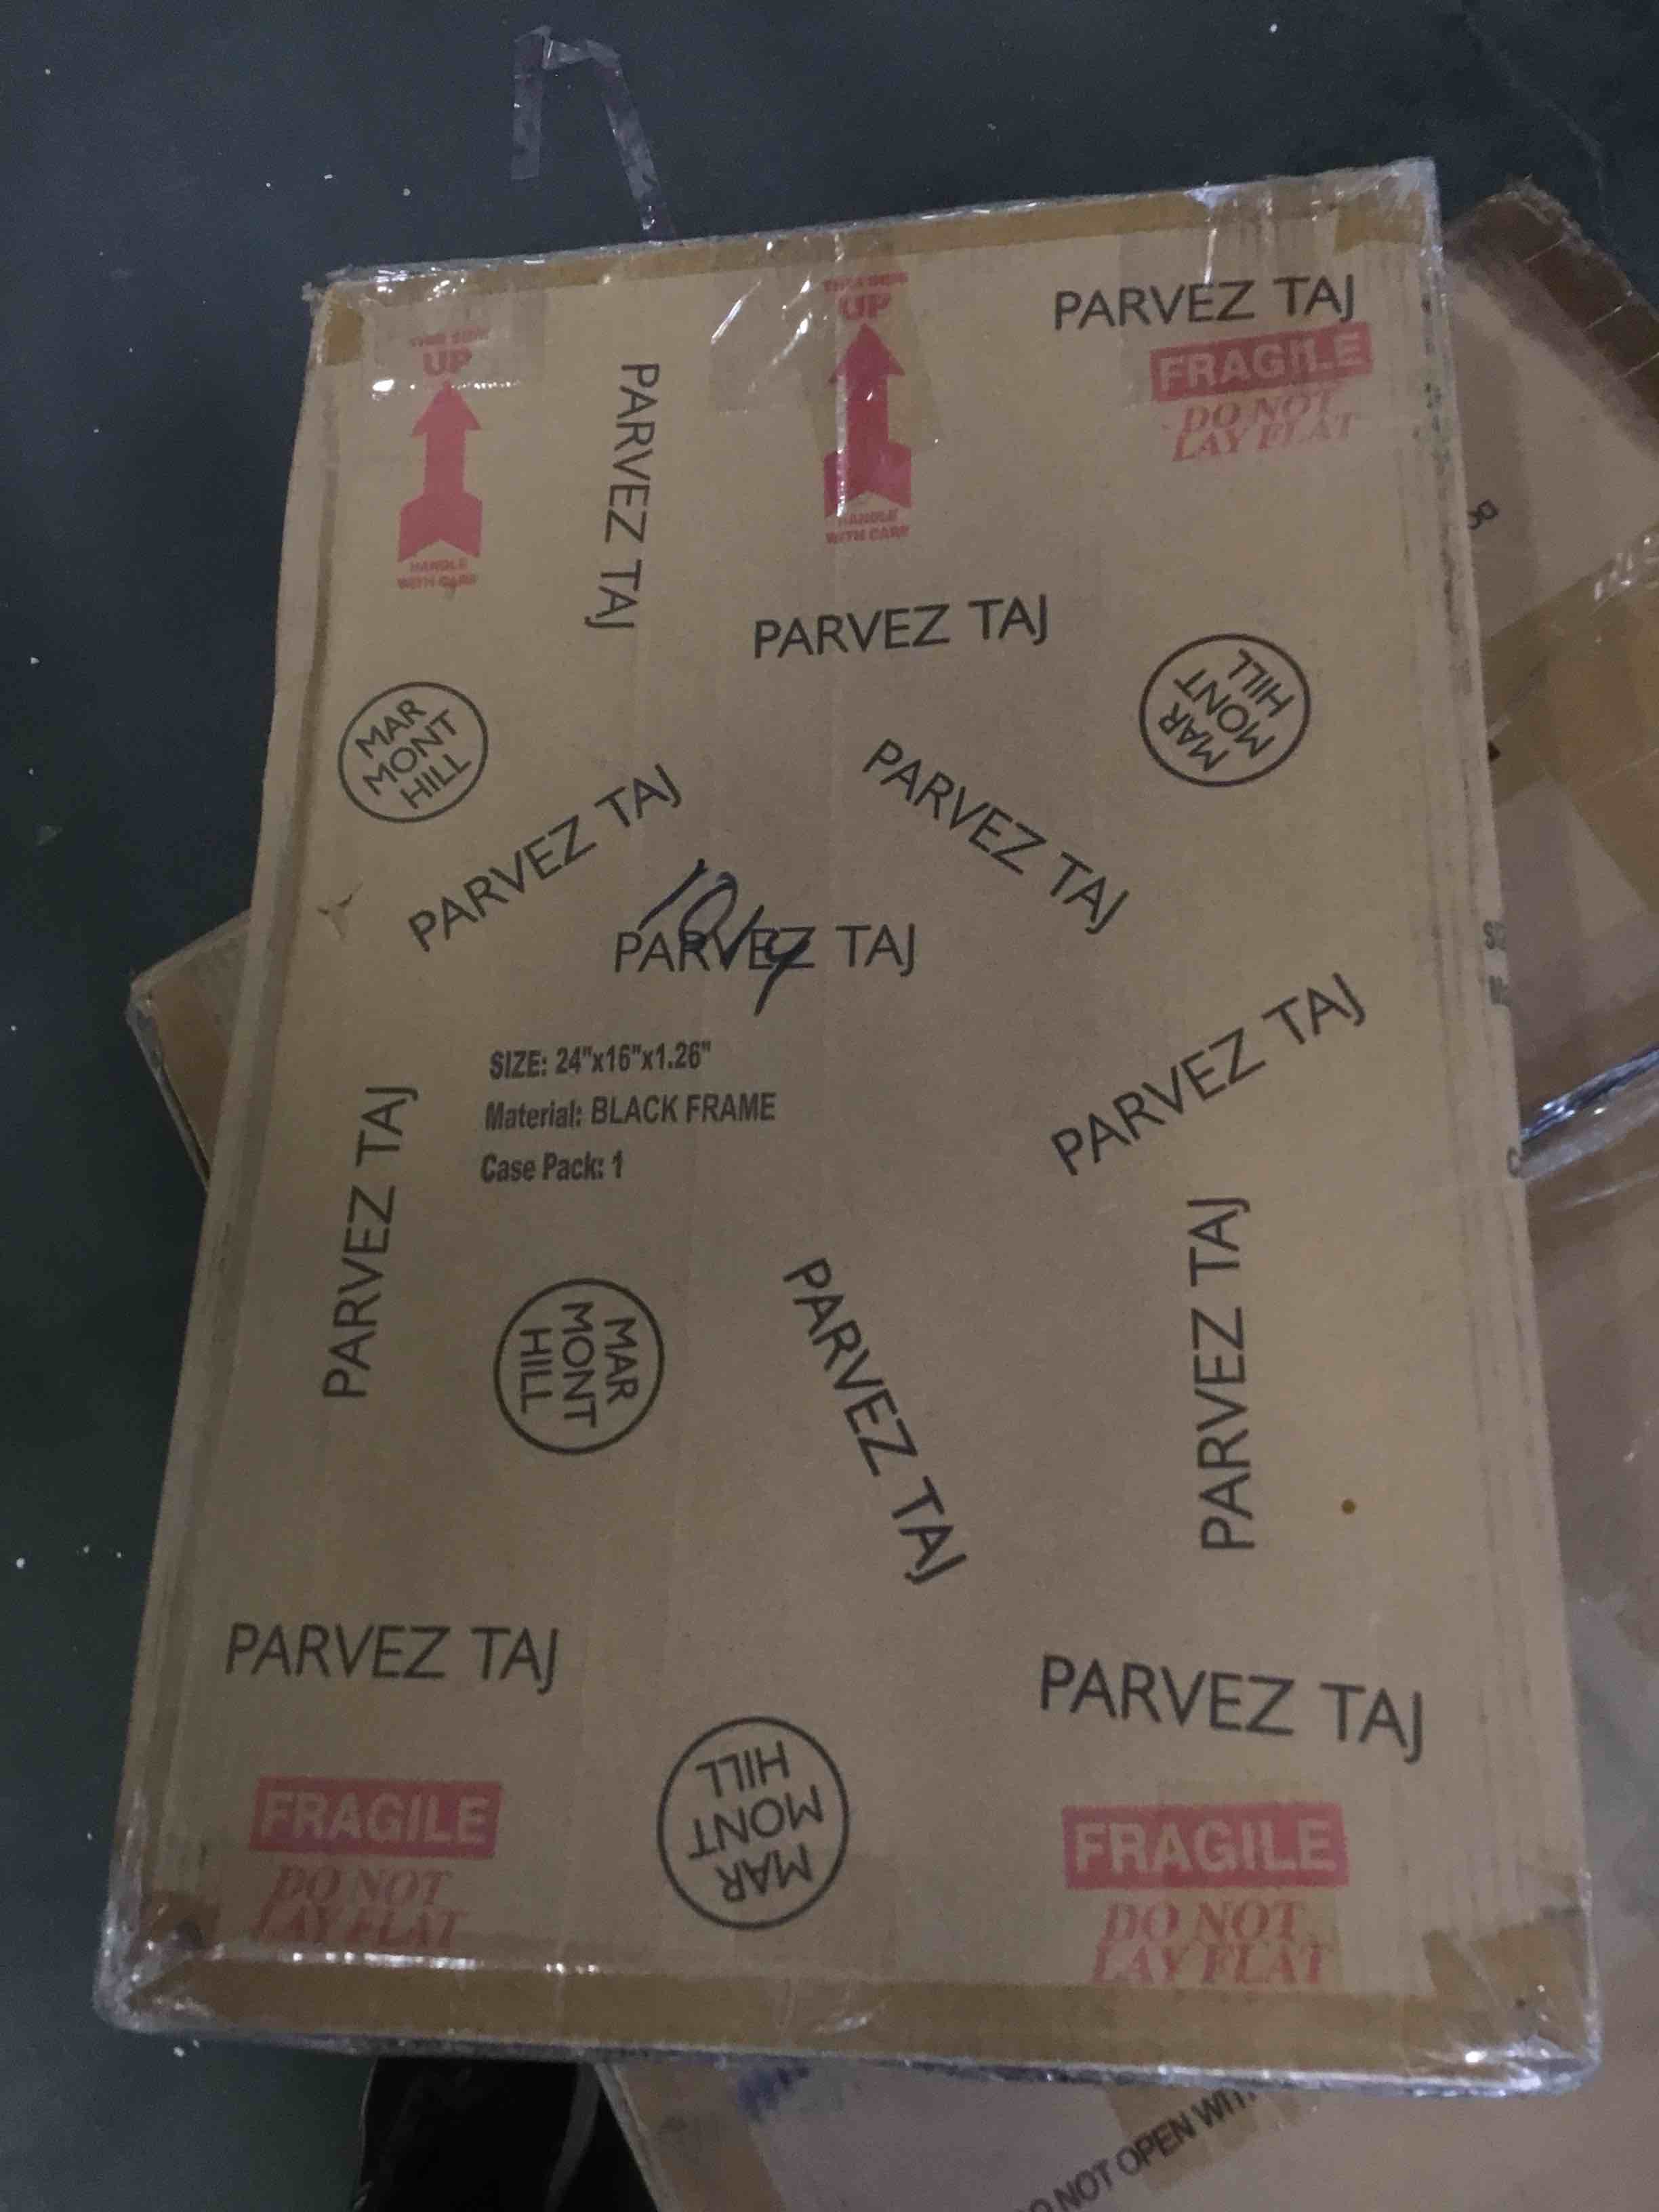 THIS SIDE
UP
HANDLE
WITH CARE
PARVEZ TAJ
THIS SIDE
UP
HANDLE
WITH CARE
PARVEZ TAJ
FRAGILE
DO NOT
LAY FLAT
PARVEZ TAJ
MAR
MONT
HILL
MAR
MONT
HILL
PARVEZ TAJ
PARVEZ TAJ
PARVEZ TAJ
SIZE: 24"x16"x1.26"
Material: BLACK FRAME
Case Pack: 1
PARVEZ TAJ
PARVEZ TAJ
PARVEZ TAJ
MAR
MONT
HILL
PARVEZ TAJ
PARVEZ TAJ
PARVEZ TAJ
FRAGILE
DO NOT
LAY FLAT
MAR
MONT
HILL
FRAGILE
DO NOT
LAY FLAT
NOT OPEN